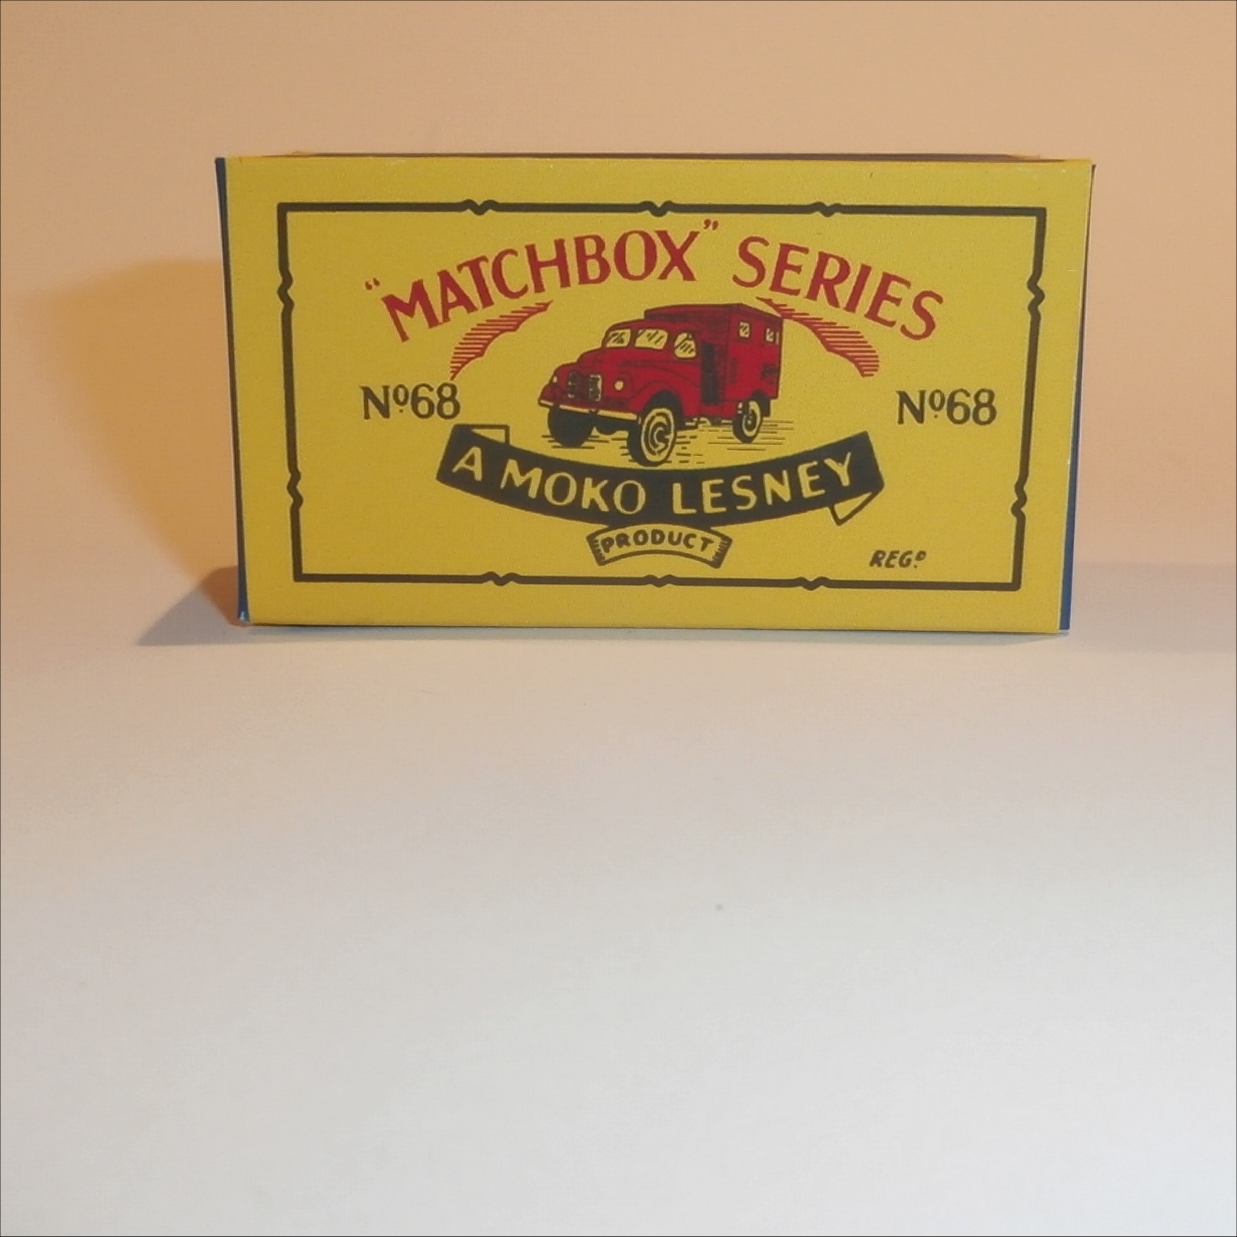 “MATCHBOX” SERIES
Nº68
Nº68
A MOKO LESNEY
PRODUCT
REGᴰ.